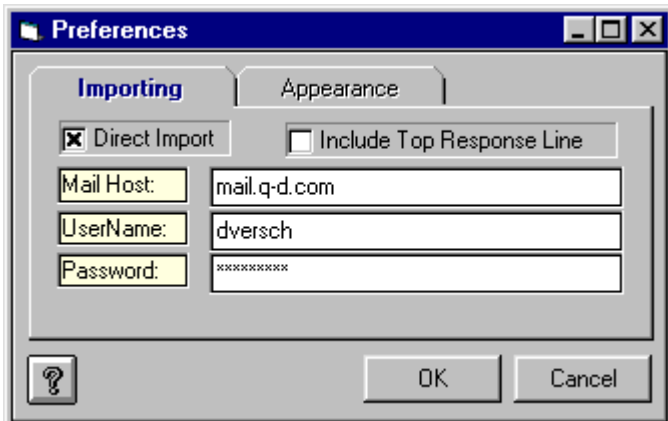 Preferences
Importing Appearance
Direct Import Include Top Response Line
Mail Host: mail.q-d.com
UserName: dversch
Password: *********
? OK Cancel